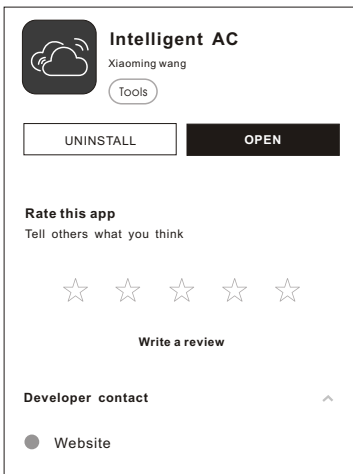 Intelligent AC
Xiaoming wang
Tools
UNINSTALL
OPEN
Rate this app
Tell others what you think
Write a review
Developer contact
Website